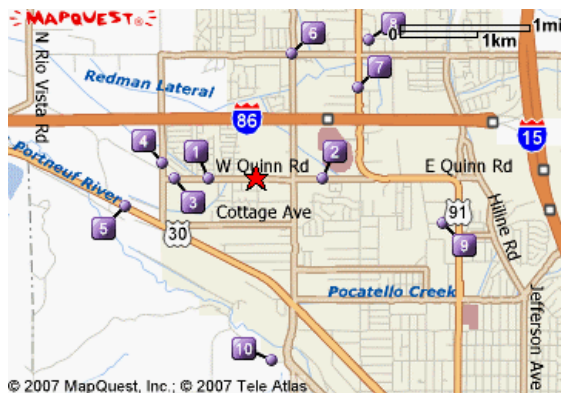 MAPQUEST®
N Rio Vista Rd
Redman Lateral
6
8
0
1mi
1km
7
86
15
4
1
W Quinn Rd
2
E Quinn Rd
Portneuf River
3
Cottage Ave
5
30
91
9
Hiline Rd
Pocatello Creek
Jefferson Ave
10
© 2007 MapQuest, Inc.; © 2007 Tele Atlas